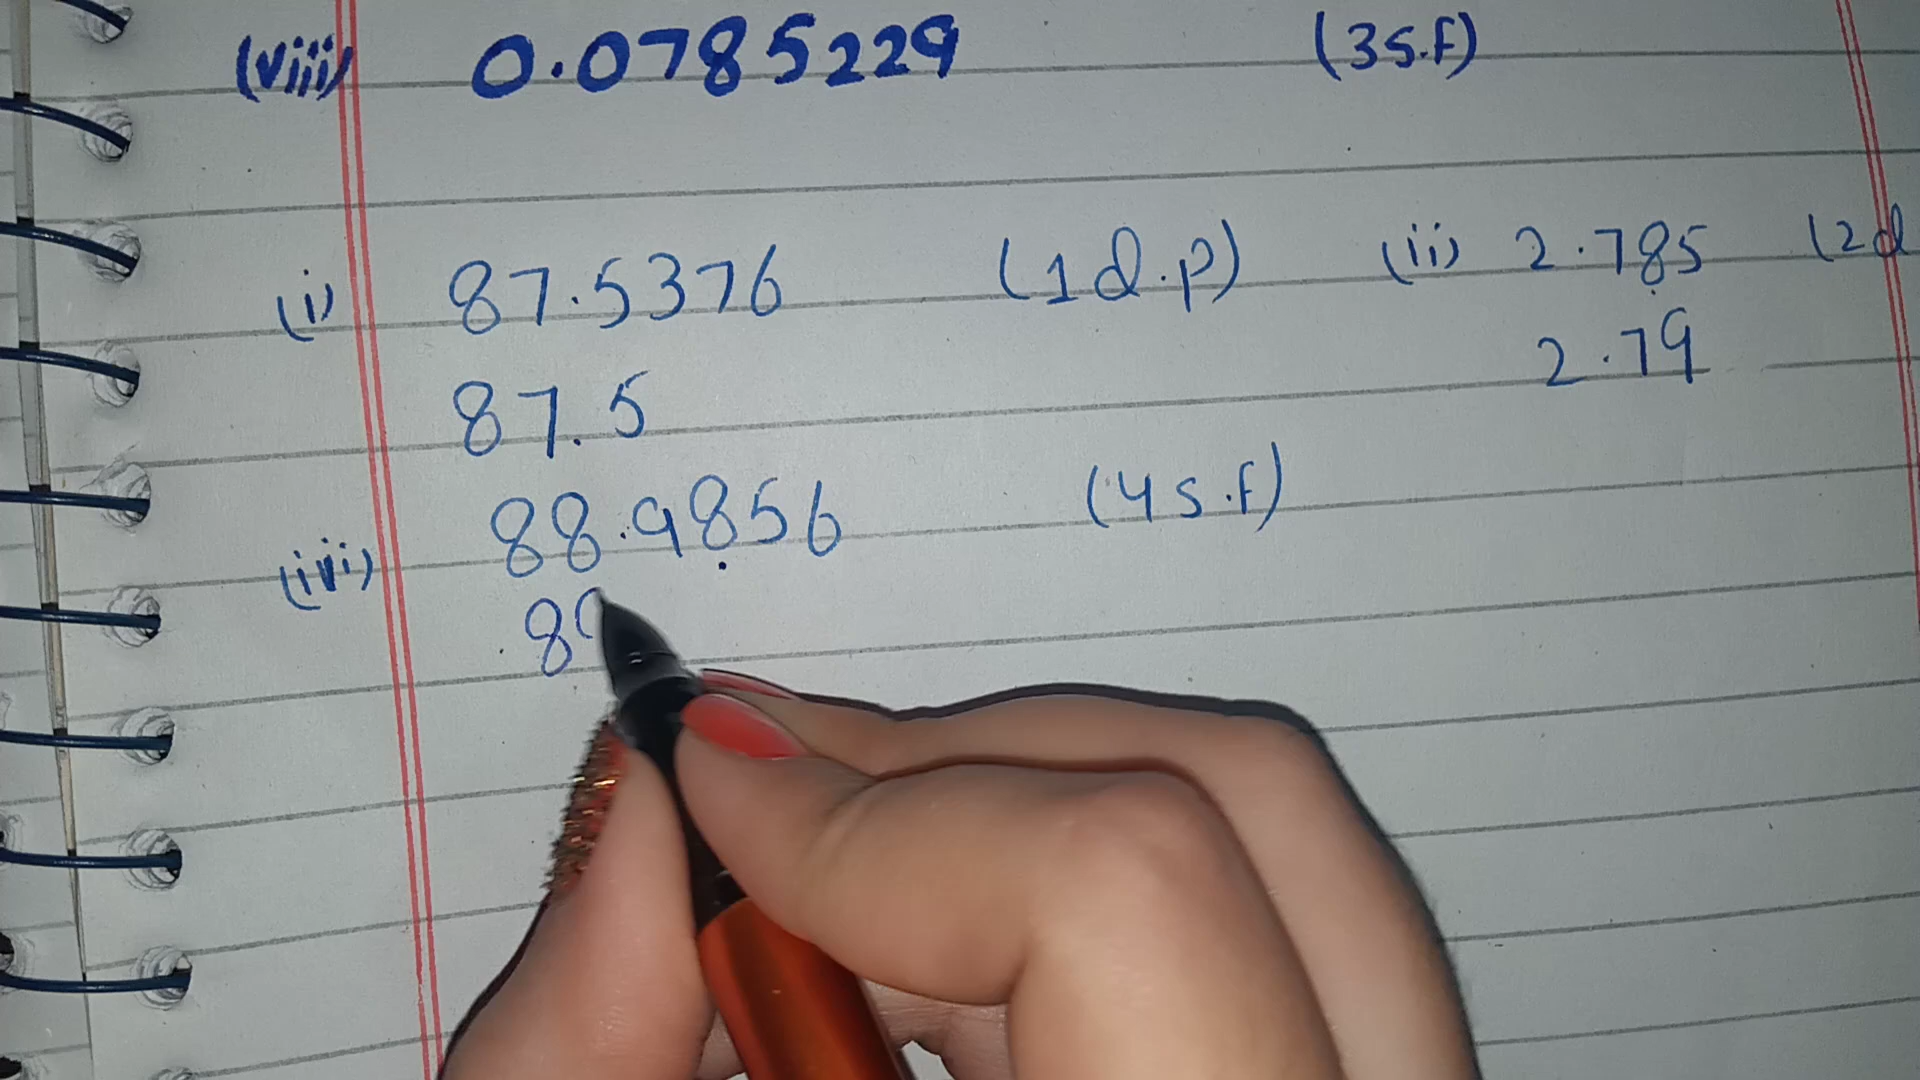 (viii) 0.0785229 (3s.f)
(i) 87.5376 (1d.p) (ii) 2.785 (2d
87.5 2.79
(iii) 88.9856 (4s.f)
8